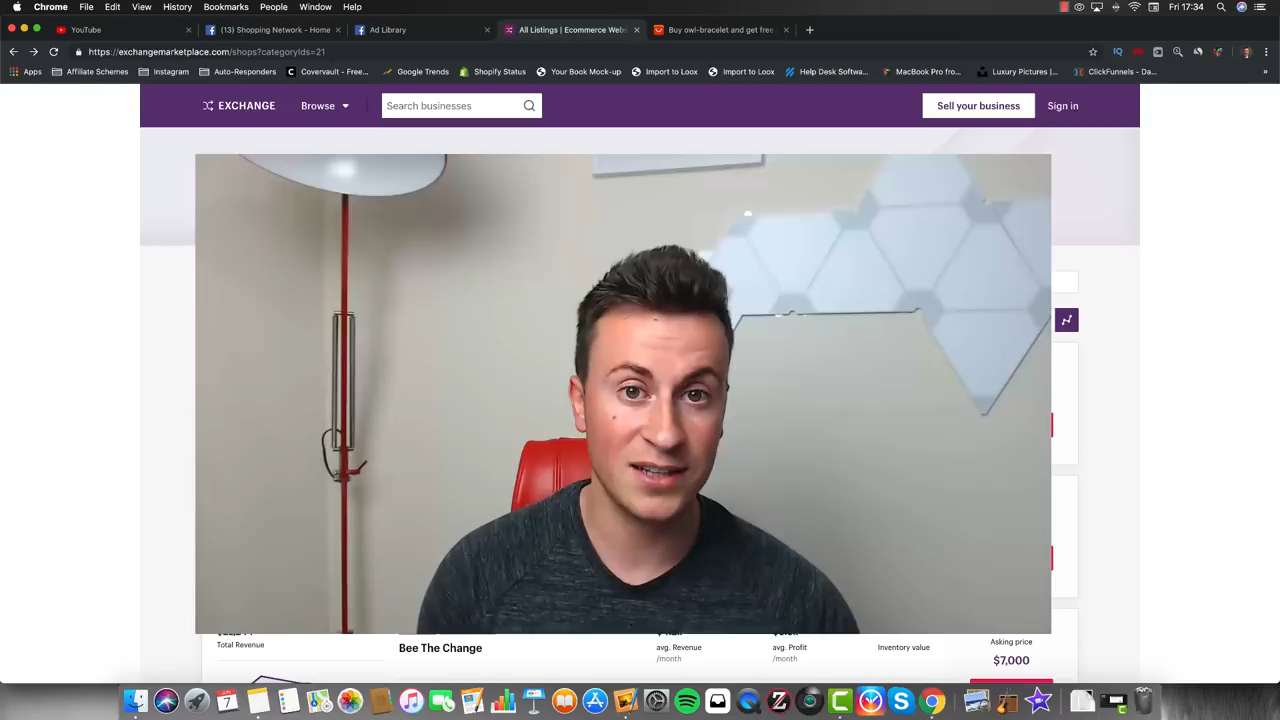 Chrome File Edit View History Bookmarks People Window Help Fri 17:36
YouTube (13) Shopping Network - Home Ad Library All Listings | Ecommerce Webs Buy owl-bracelet and get free
https://exchangemarketplace.com/shops?categoryIds=21
Apps Affiliate Schemes Instagram Auto-Responders Covervault - Free... Google Trends Shopify Status Your Book Mock-up Import to Loox Import to Loox Help Desk Softwa... MacBook Pro from... Luxury Pictures |... ClickFunnels - Da...
EXCHANGE Browse Search businesses Sell your business Sign in
Total Revenue
Bee The Change
avg. Revenue
/month
avg. Profit
/month
Inventory value
Asking price
$7,000